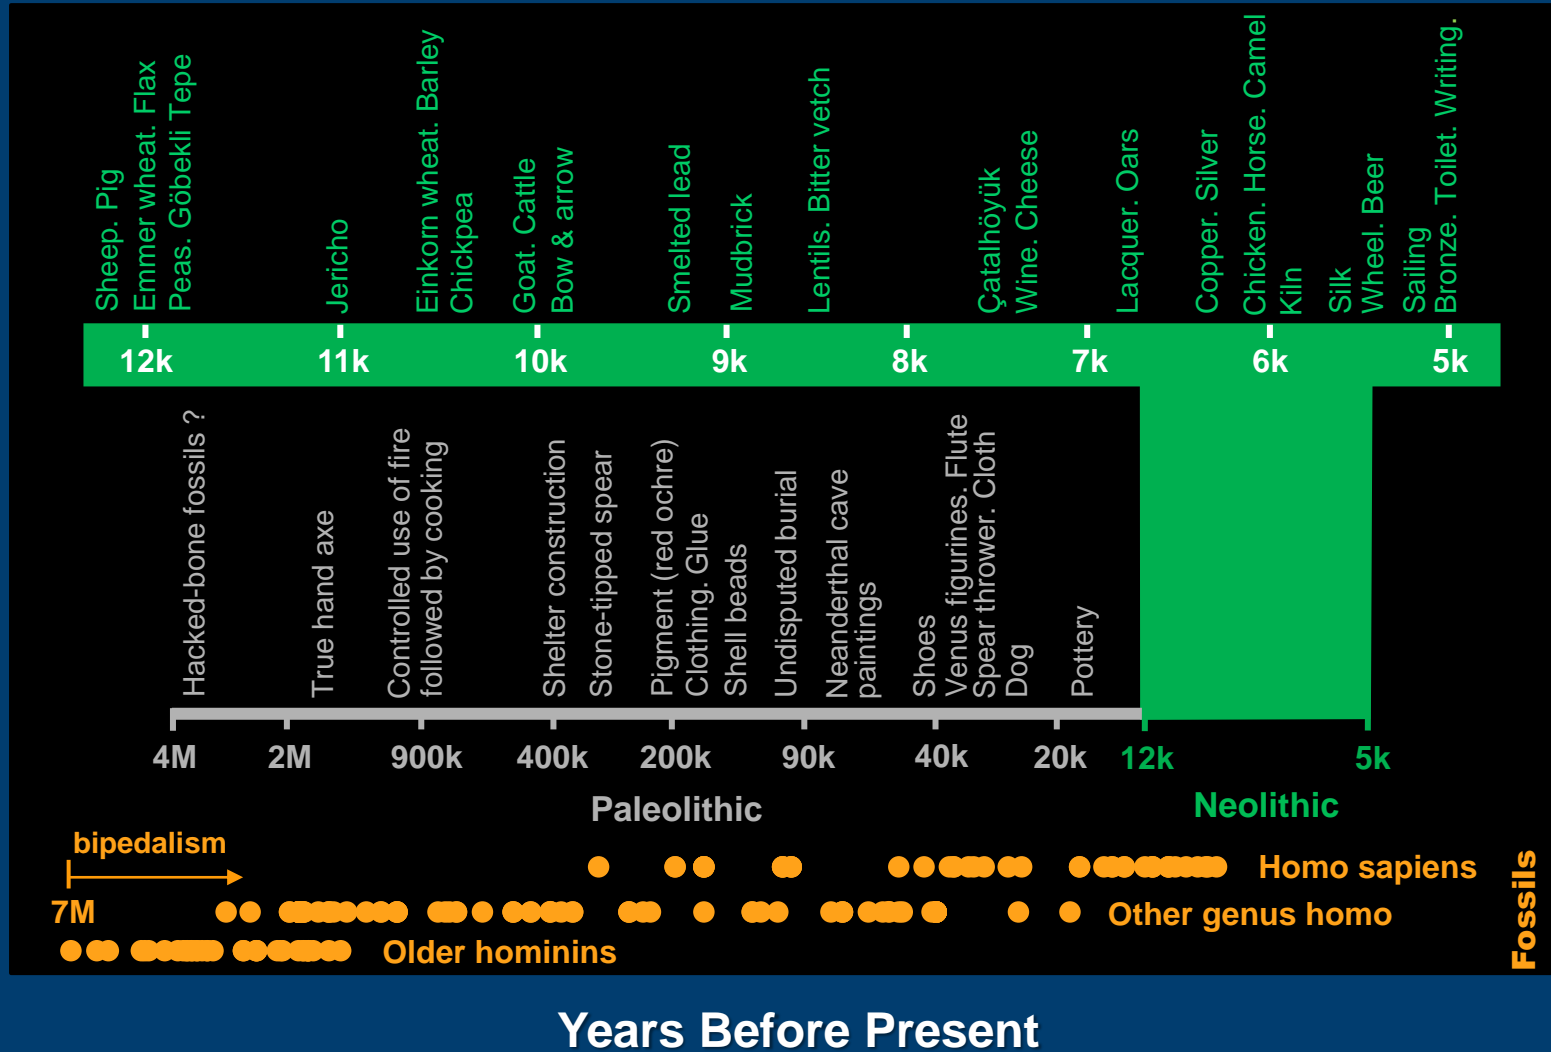 Sheep. Pig
Emmer wheat. Flax
Peas. Göbekli Tepe
Jericho
Einkorn wheat. Barley
Chickpea
Goat. Cattle
Bow & arrow
Smelted lead
Mudbrick
Lentils. Bitter vetch
Çatalhöyük
Wine. Cheese
Lacquer. Oars
Copper. Silver
Chicken. Horse. Camel
Kiln
Silk
Wheel. Beer
Sailing
Bronze. Toilet. Writing.
12k 11k 10k 9k 8k 7k 6k 5k
Hacked-bone fossils ?
True hand axe
Controlled use of fire
followed by cooking
Shelter construction
Stone-tipped spear
Pigment (red ochre)
Clothing. Glue
Shell beads
Undisputed burial
Neanderthal cave
paintings
Shoes
Venus figurines. Flute
Spear thrower. Cloth
Dog
Pottery
4M 2M 900k 400k 200k 90k 40k 20k 12k 5k
Paleolithic
Neolithic
bipedalism
7M
Homo sapiens
Other genus homo
Older hominins
Fossils
Years Before Present